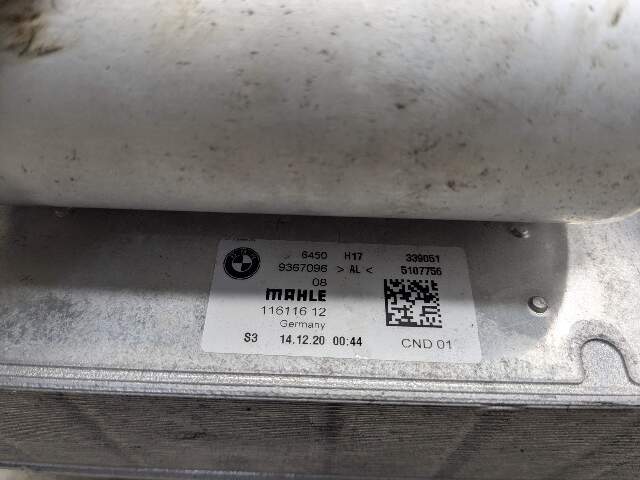 6450 H17 339051
9367096 > AL < 5107756
08
MAHLE
116116 12
Germany
S3 14.12.20 00:44 CND 01